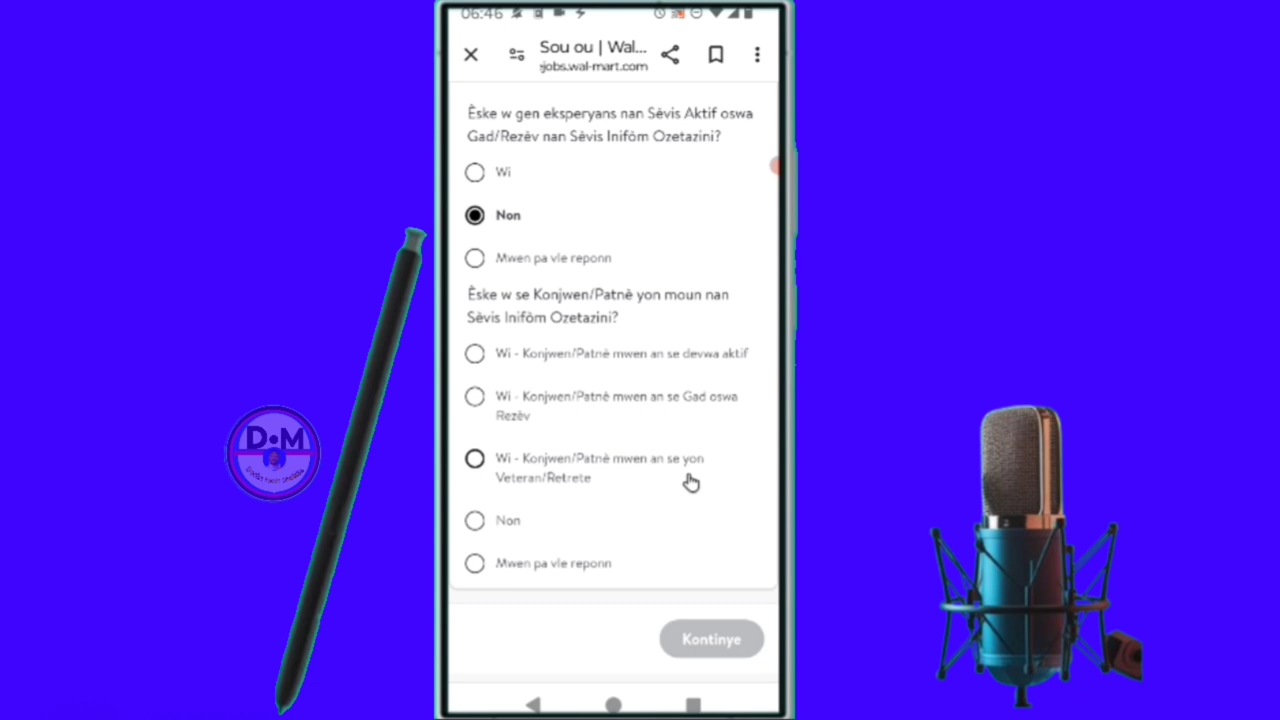 06:46
Sou ou | Wal...
jobs.wal-mart.com
Èske w gen eksperyans nan Sèvis Aktif oswa
Gad/Rezèv nan Sèvis Inifòm Ozetazini?
Wi
Non
Mwen pa vle reponn
Èske w se Konjwen/Patnè yon moun nan
Sèvis Inifòm Ozetazini?
Wi - Konjwen/Patnè mwen an se devwa aktif
Wi - Konjwen/Patnè mwen an se Gad oswa
Rezèv
Wi - Konjwen/Patnè mwen an se yon
Veteran/Retrete
Non
Mwen pa vle reponn
Kontinye
D•M